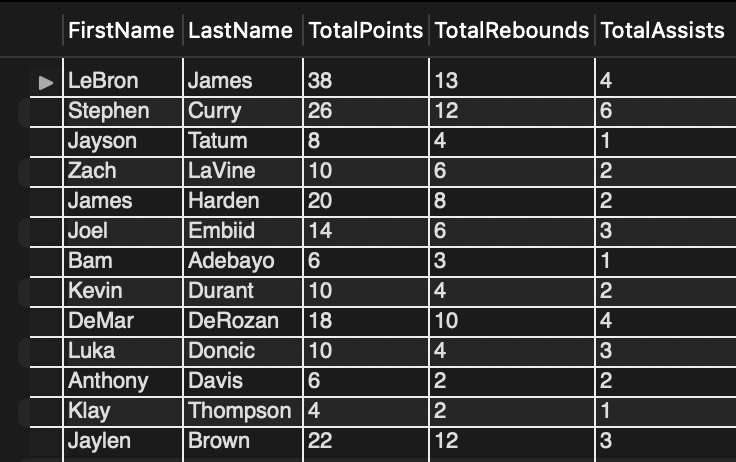 FirstName LastName TotalPoints TotalRebounds TotalAssists
LeBron James 38 13 4
Stephen Curry 26 12 6
Jayson Tatum 8 4 1
Zach LaVine 10 6 2
James Harden 20 8 2
Joel Embiid 14 6 3
Bam Adebayo 6 3 1
Kevin Durant 10 4 2
DeMar DeRozan 18 10 4
Luka Doncic 10 4 3
Anthony Davis 6 2 2
Klay Thompson 4 2 1
Jaylen Brown 22 12 3